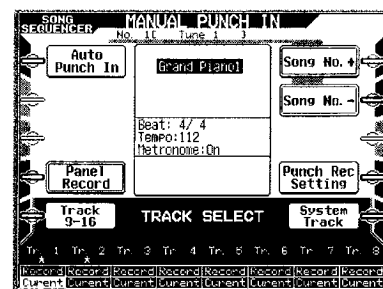 SONG
SEQUENCER
MANUAL PUNCH IN
No. 1[ Tune 1 ]
Auto
Punch In
Grand Piano1
Song No.+
Song No.-
Beat: 4/ 4
Tempo:112
Metronome:On
Panel
Record
Punch Rec
Setting
Track
9-16
TRACK SELECT
System
Track
Tr. 1 Tr. 2 Tr. 3 Tr. 4 Tr. 5 Tr. 6 Tr. 7 Tr. 8
Record Record Record Record Record Record Record Record
Curent Curent Curent Curent Curent Curent Curent Curent